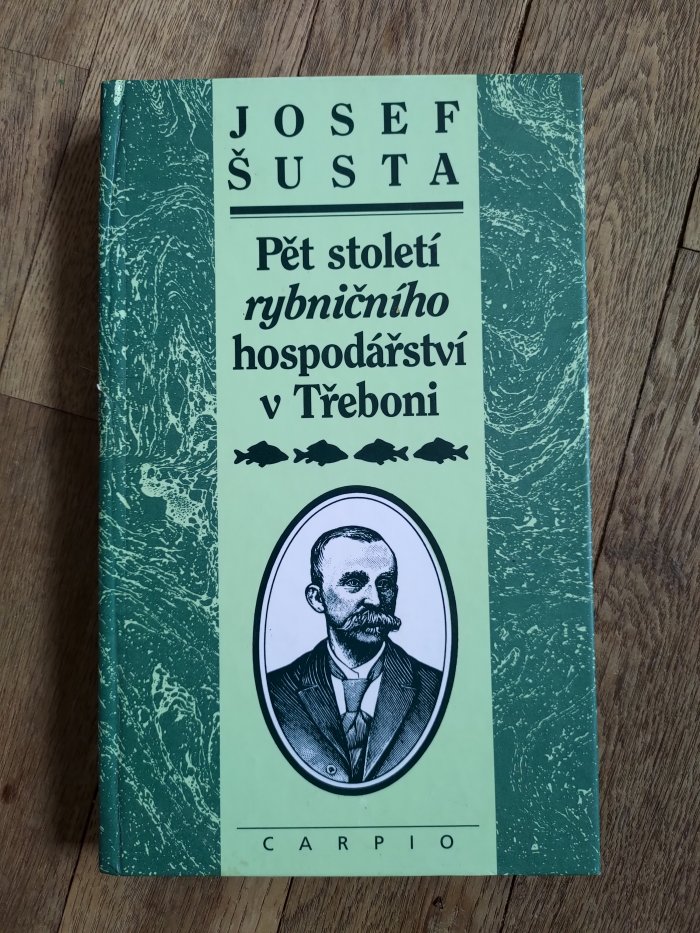 JOSEF
ŠUSTA
Pět století
rybničního
hospodářství
v Třeboni
CARPIO